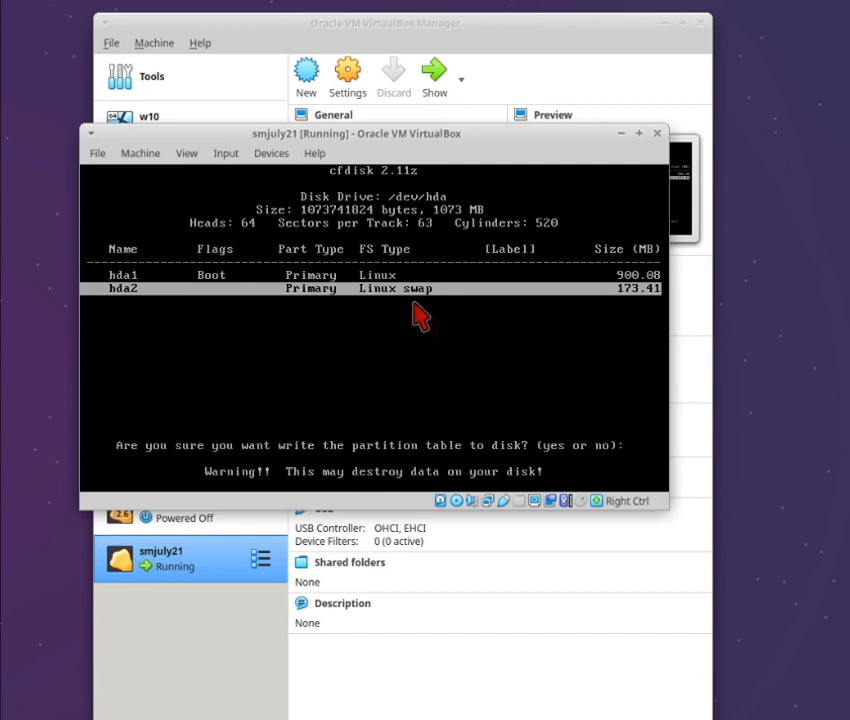 Oracle VM VirtualBox Manager
File Machine Help
Tools
New Settings Discard Show
w10
General Preview
smjuly21 [Running] - Oracle VM VirtualBox
File Machine View Input Devices Help
cfdisk 2.11z
Disk Drive: /dev/hda
Size: 1073741824 bytes, 1073 MB
Heads: 64 Sectors per Track: 63 Cylinders: 520
Name Flags Part Type FS Type [Label] Size (MB)
hda1 Boot Primary Linux 900.08
hda2 Primary Linux swap 173.41
Are you sure you want write the partition table to disk? (yes or no):
Warning!! This may destroy data on your disk!
Right Ctrl
2.6 Powered Off
USB Controller: OHCI, EHCI
Device Filters: 0 (0 active)
smjuly21
Running
Shared folders
None
Description
None